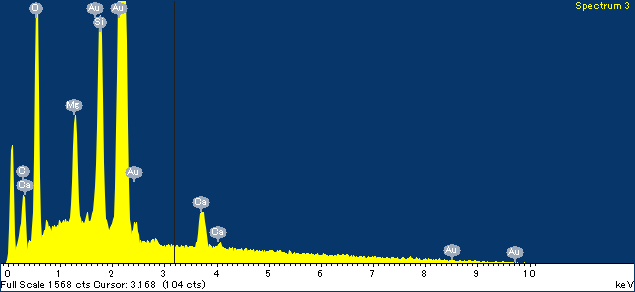 Spectrum 3
O Au Au
Si
Mg
Au
C
Ca
Ca
Ca
Au Au
0 1 2 3 4 5 6 7 8 9 10
Full Scale 1568 cts Cursor: 3.168 (104 cts) keV